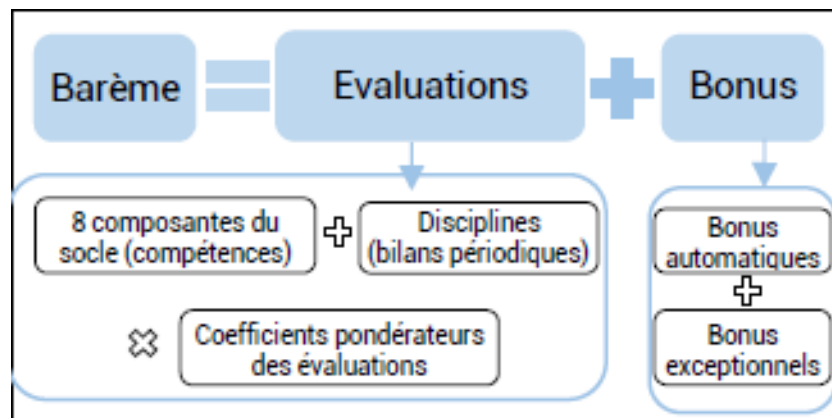 Barème
Evaluations
Bonus
8 composantes du
socle (compétences)
Disciplines
(bilans périodiques)
Coefficients pondérateurs
des évaluations
Bonus
automatiques
Bonus
exceptionnels